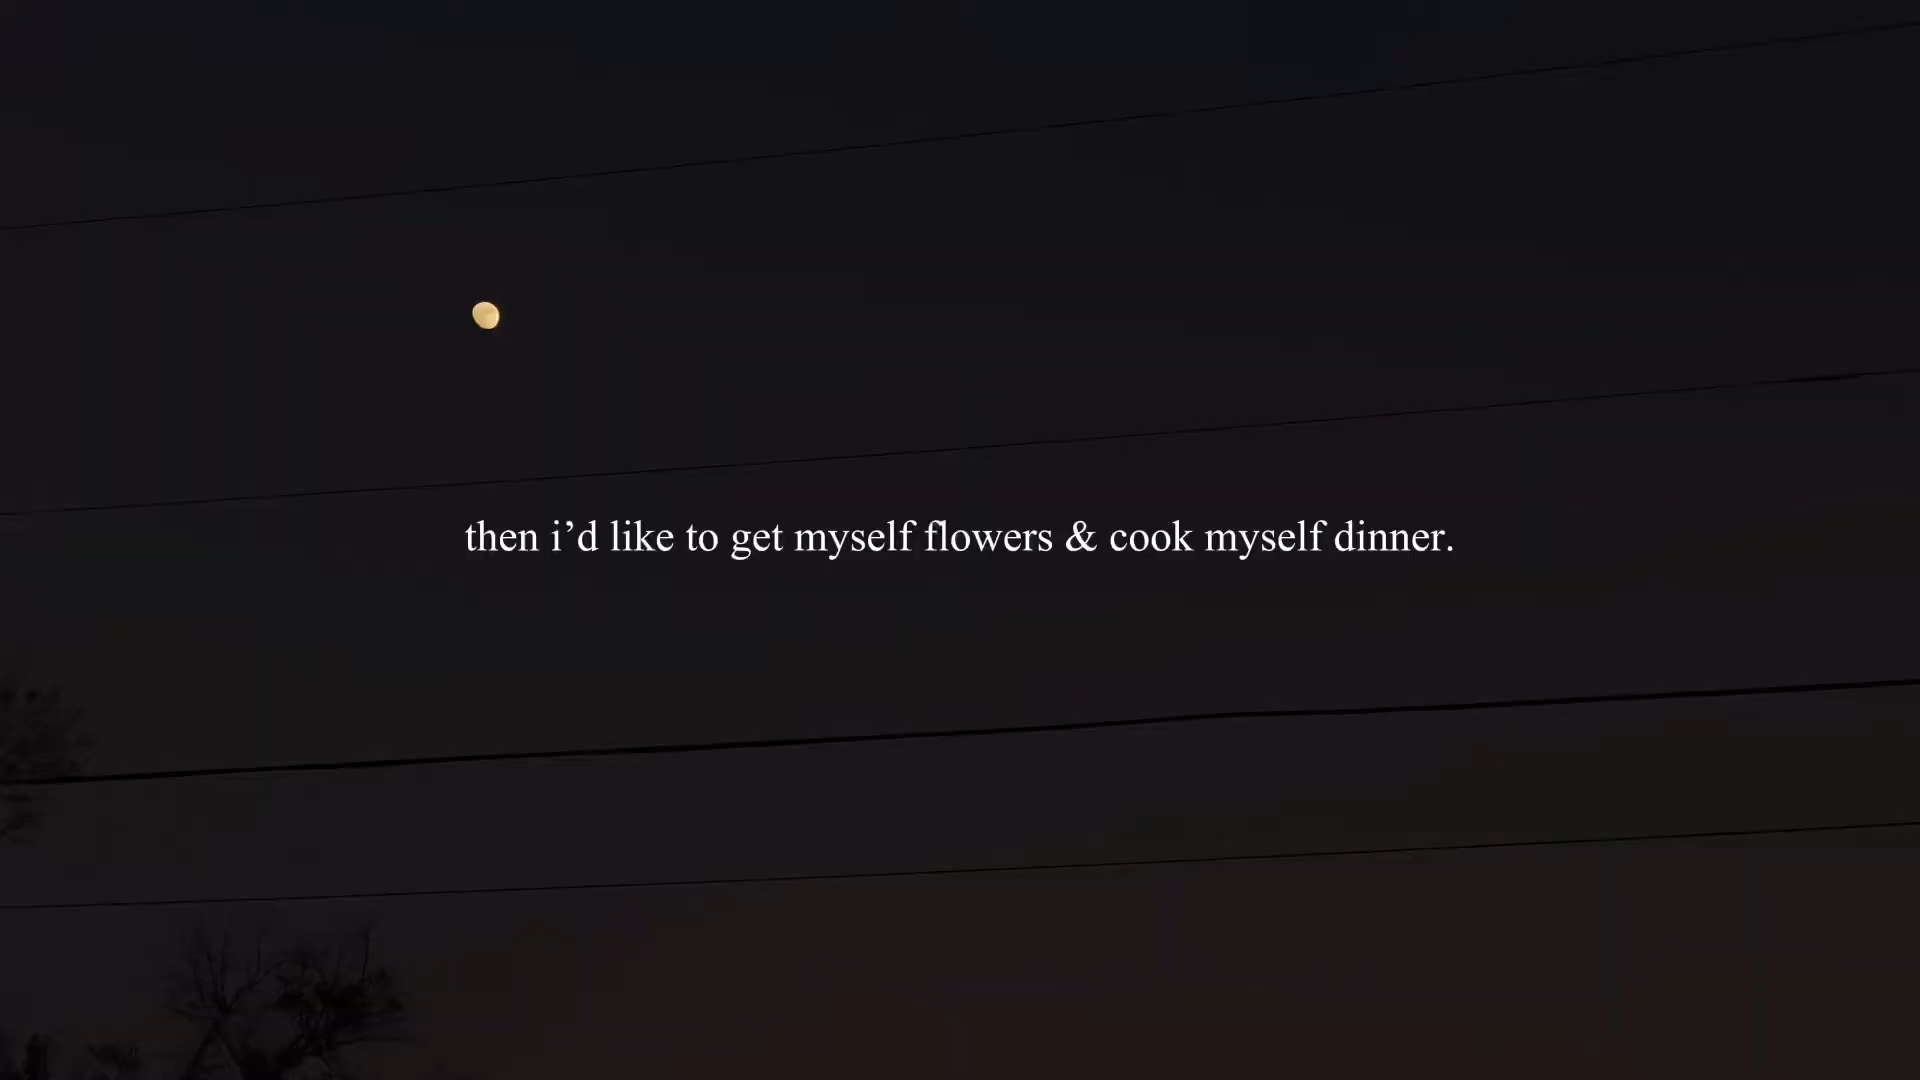 then i’d like to get myself flowers & cook myself dinner.